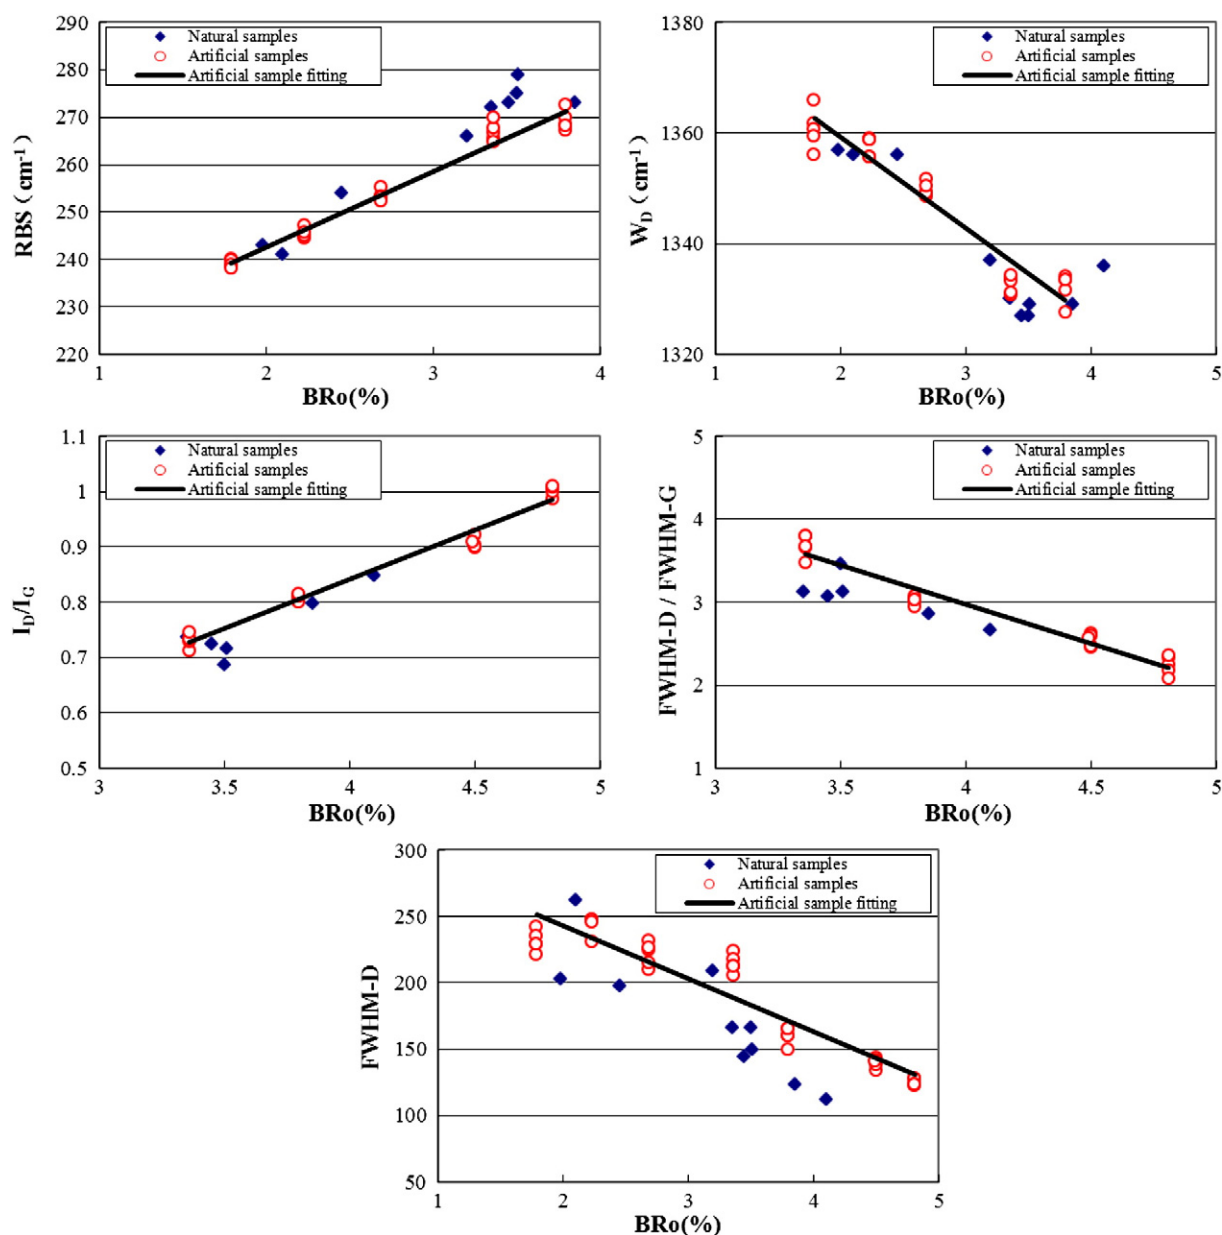 290
280
270
260
250
240
230
220
RBS ( cm⁻¹ )
Natural samples
Artificial samples
Artificial sample fitting
1 2 3 4
BRo(%)
1380
1360
1340
1320
W_D ( cm⁻¹ )
Natural samples
Artificial samples
Artificial sample fitting
1 2 3 4 5
BRo(%)
1.1
1
0.9
0.8
0.7
0.6
0.5
I_D/I_G
Natural samples
Artificial samples
Artificial sample fitting
3 3.5 4 4.5 5
BRo(%)
5
4
3
2
1
FWHM-D / FWHM-G
Natural samples
Artificial samples
Artificial sample fitting
3 3.5 4 4.5 5
BRo(%)
300
250
200
150
100
50
FWHM-D
Natural samples
Artificial samples
Artificial sample fitting
1 2 3 4 5
BRo(%)